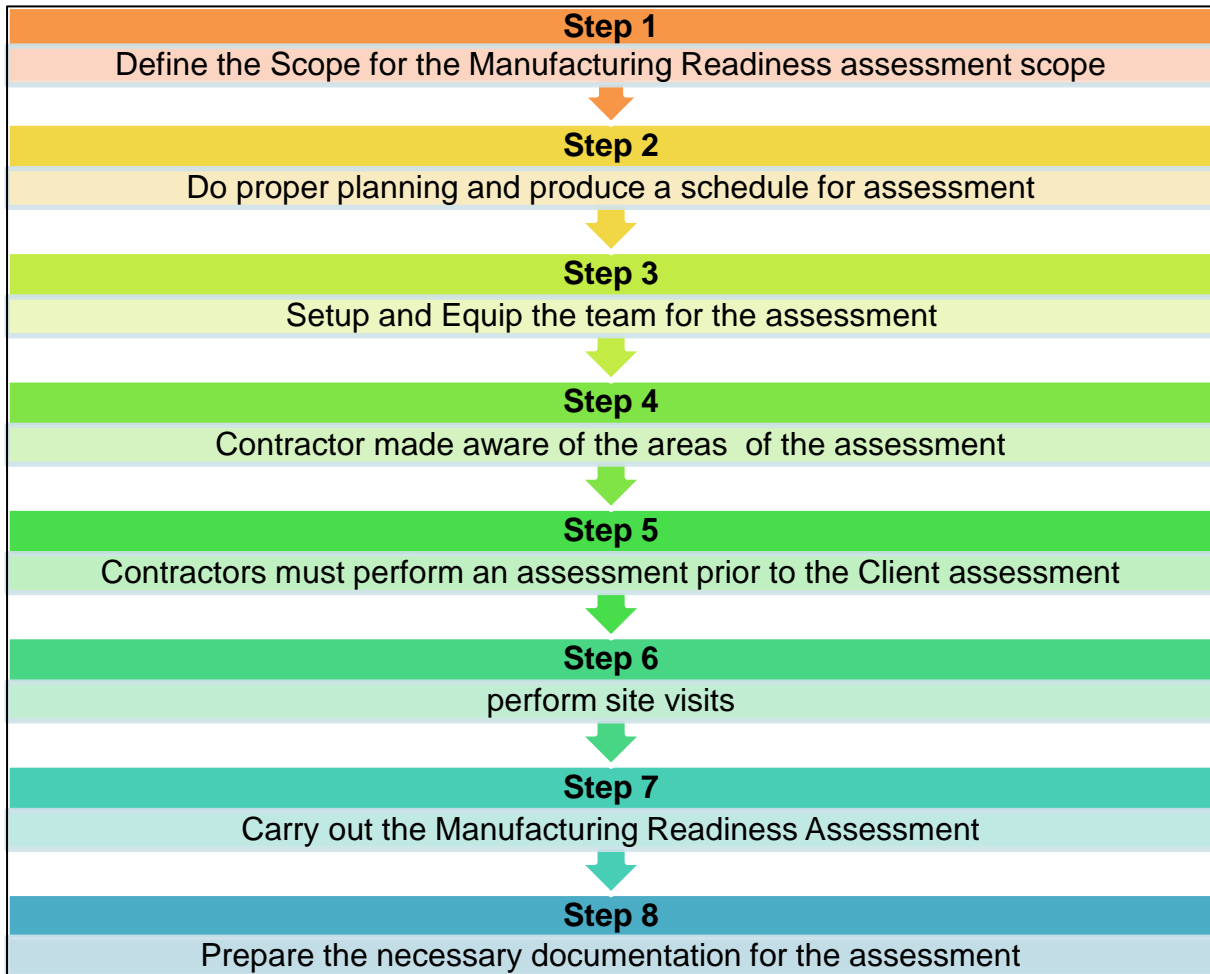 Step 1
Define the Scope for the Manufacturing Readiness assessment scope
Step 2
Do proper planning and produce a schedule for assessment
Step 3
Setup and Equip the team for the assessment
Step 4
Contractor made aware of the areas  of the assessment
Step 5
Contractors must perform an assessment prior to the Client assessment
Step 6
perform site visits
Step 7
Carry out the Manufacturing Readiness Assessment
Step 8
Prepare the necessary documentation for the assessment